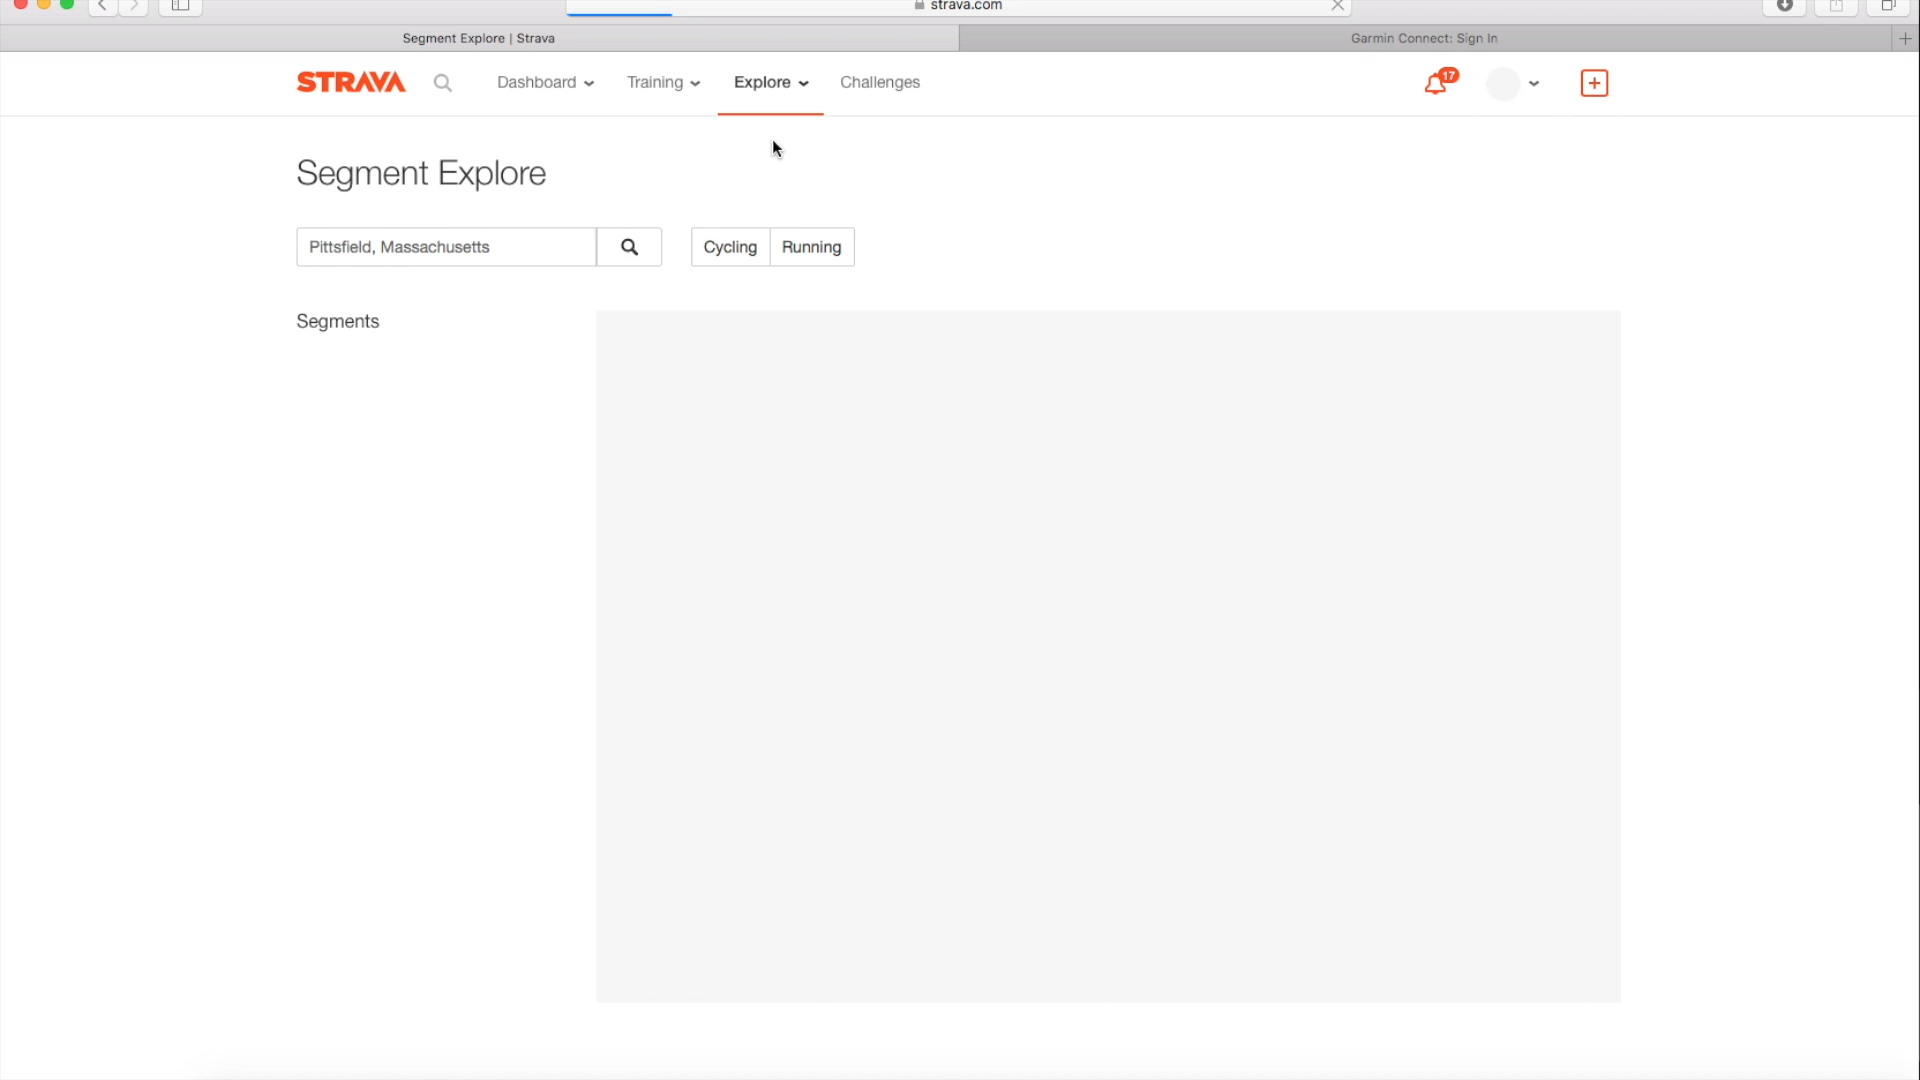 strava.com
Segment Explore | Strava
Garmin Connect: Sign In
STRAVA
Dashboard
Training
Explore
Challenges
17
Segment Explore
Pittsfield, Massachusetts
Cycling
Running
Segments